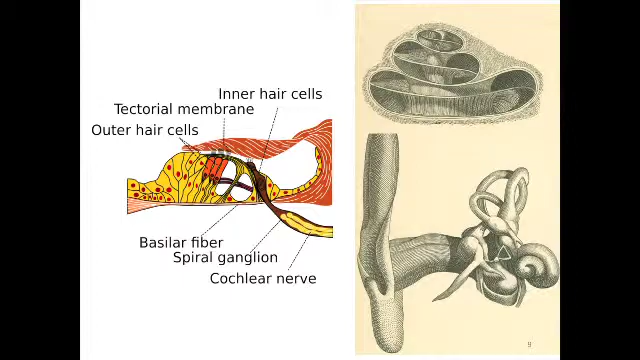 Inner hair cells
Tectorial membrane
Outer hair cells
Basilar fiber
Spiral ganglion
Cochlear nerve